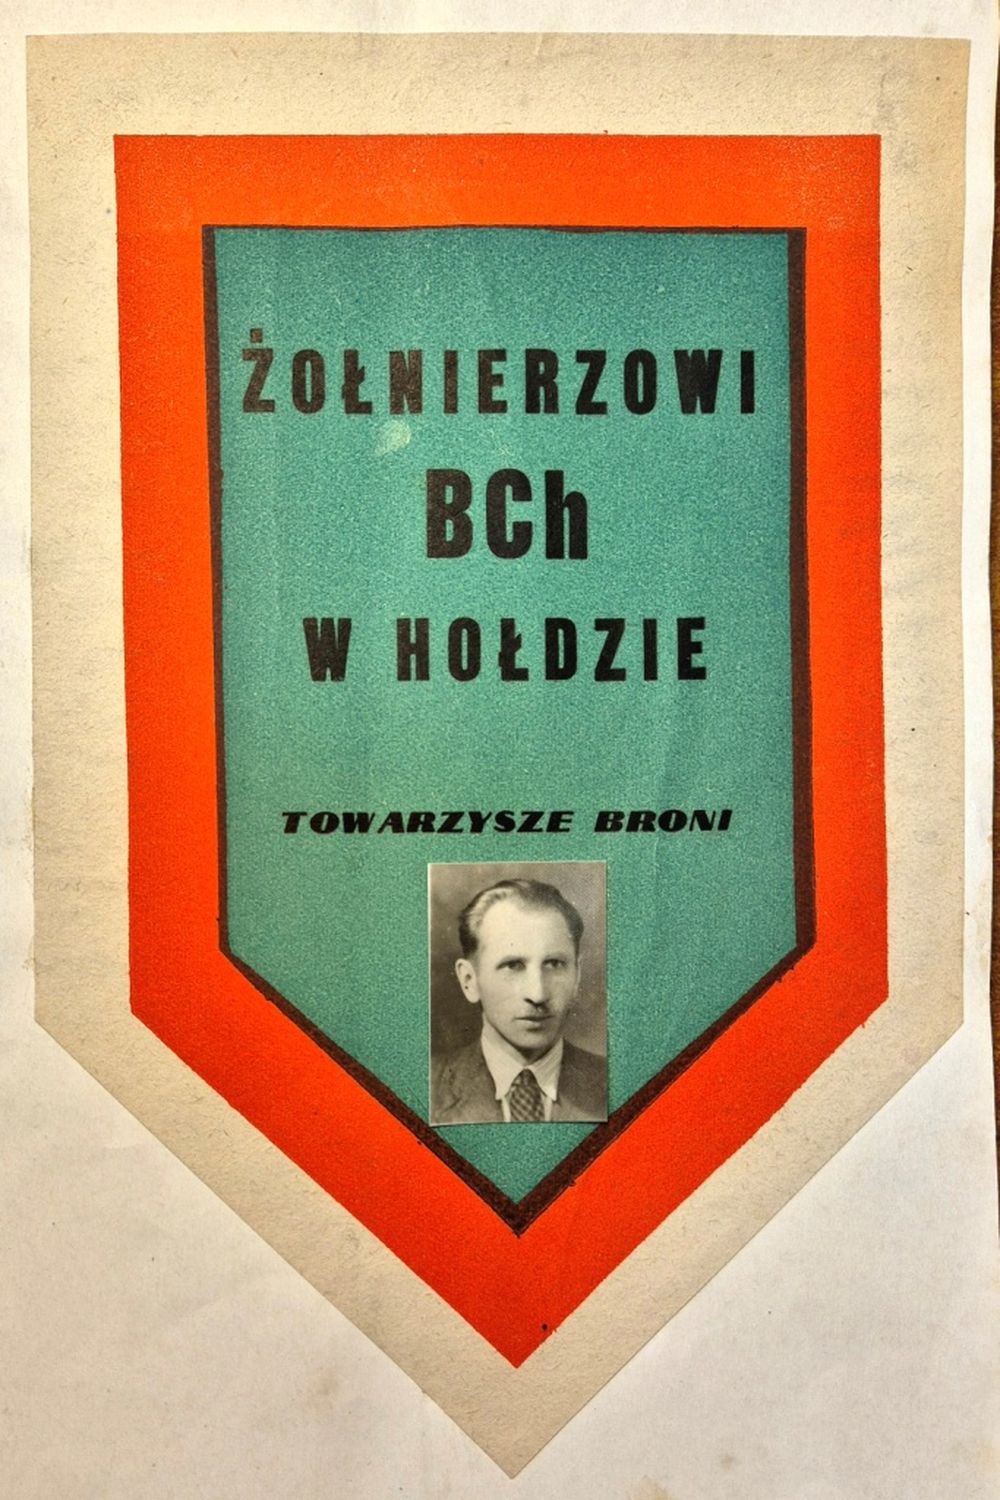 ŻOŁNIERZOWI
BCh
W HOŁDZIE
TOWARZYSZE BRONI